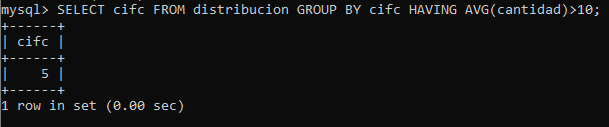 mysql> SELECT cifc FROM distribucion GROUP BY cifc HAVING AVG(cantidad)>10;
+------+
| cifc |
+------+
|    5 |
+------+
1 row in set (0.00 sec)